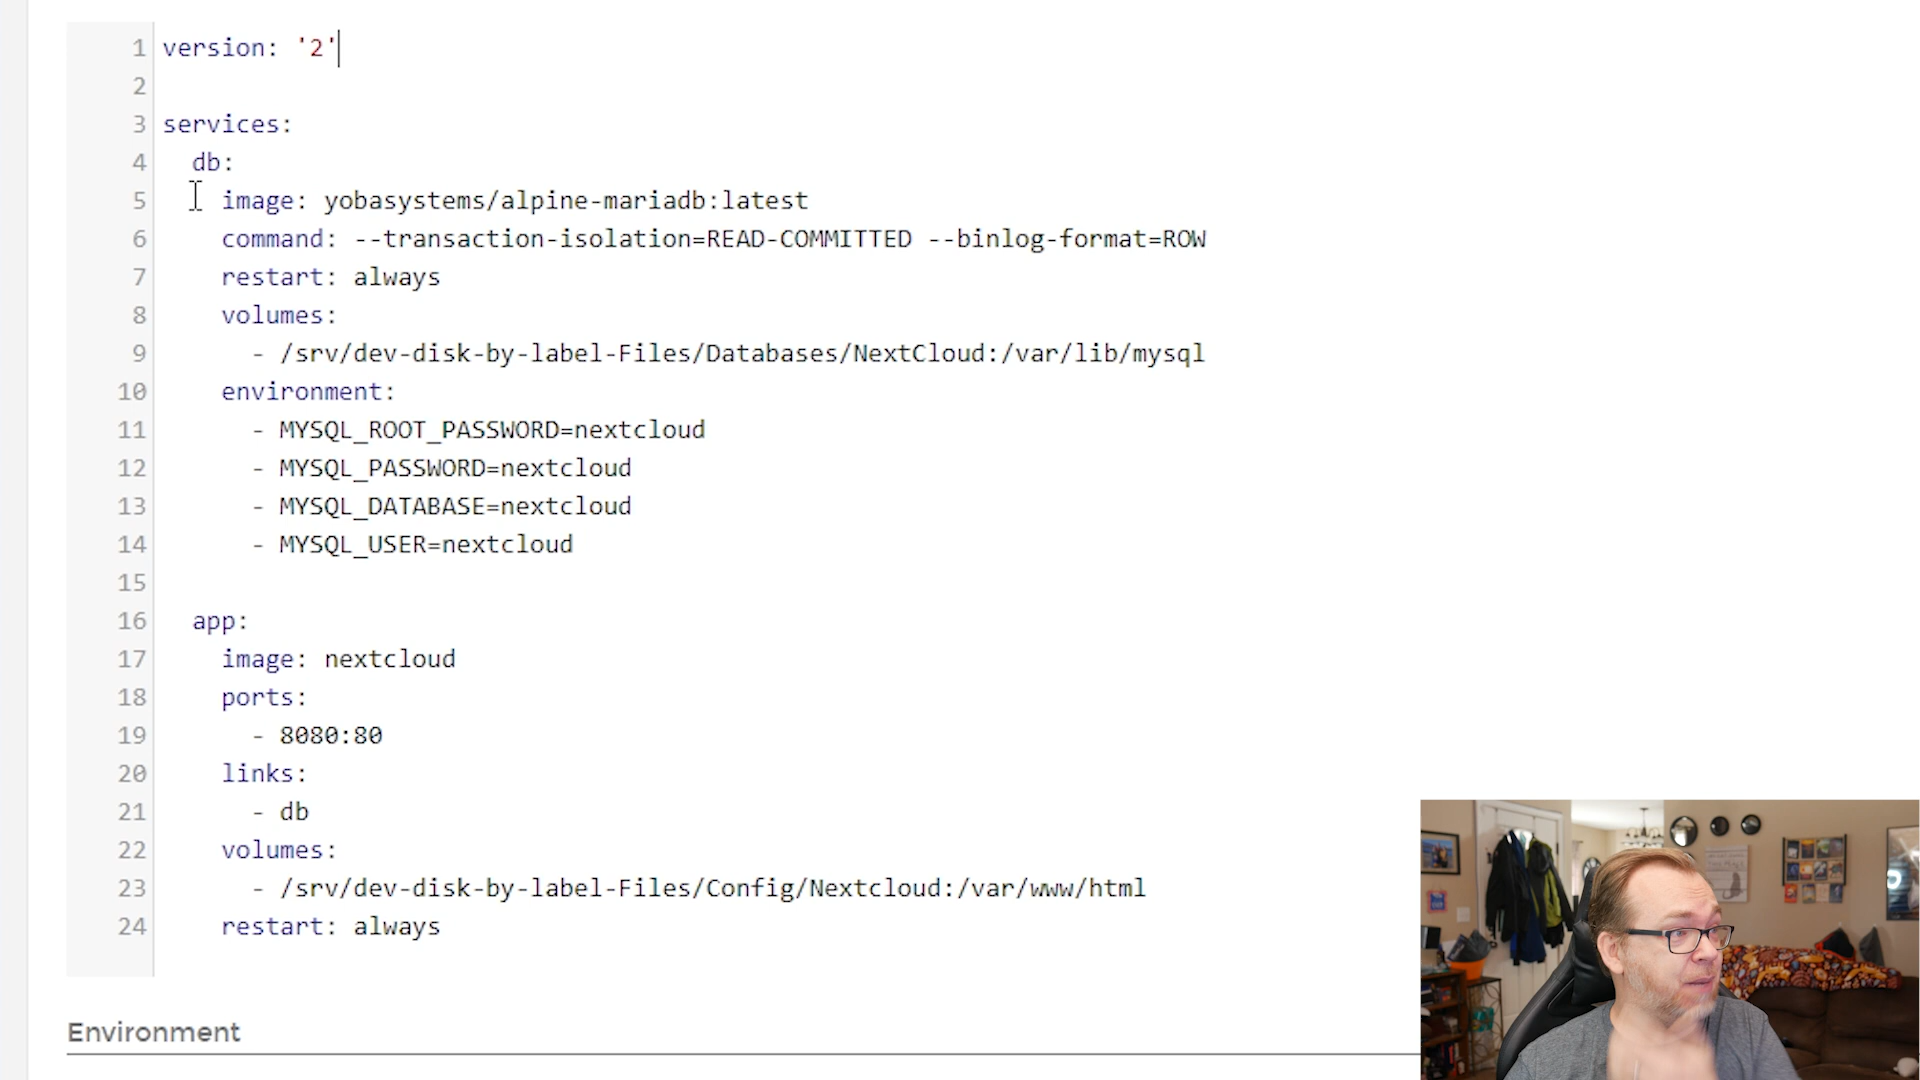 1 version: '2'
2
3 services:
4 db:
5 image: yobasystems/alpine-mariadb:latest
6 command: --transaction-isolation=READ-COMMITTED --binlog-format=ROW
7 restart: always
8 volumes:
9 - /srv/dev-disk-by-label-Files/Databases/NextCloud:/var/lib/mysql
10 environment:
11 - MYSQL_ROOT_PASSWORD=nextcloud
12 - MYSQL_PASSWORD=nextcloud
13 - MYSQL_DATABASE=nextcloud
14 - MYSQL_USER=nextcloud
15
16 app:
17 image: nextcloud
18 ports:
19 - 8080:80
20 links:
21 - db
22 volumes:
23 - /srv/dev-disk-by-label-Files/Config/Nextcloud:/var/www/html
24 restart: always
Environment